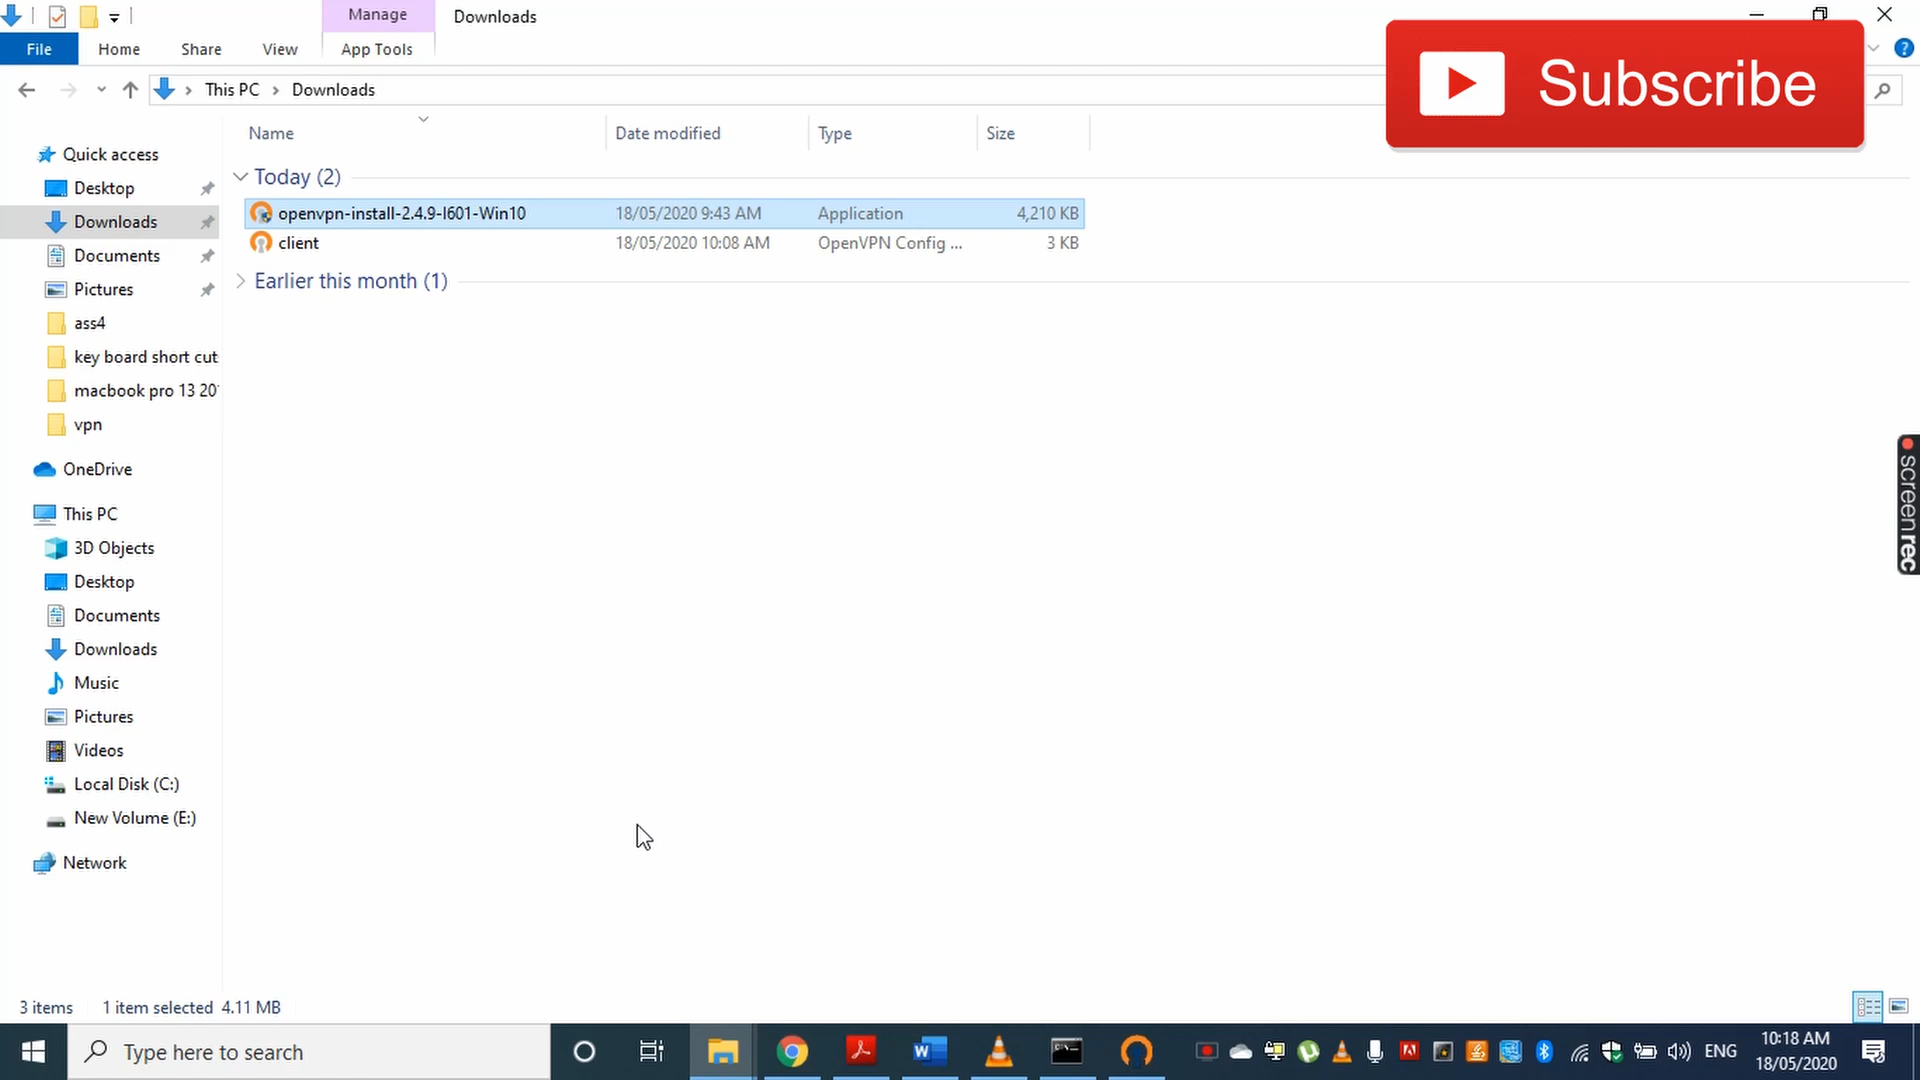 Manage
Downloads
File
Home
Share
View
App Tools
Subscribe
This PC
Downloads
Name
Date modified
Type
Size
Quick access
Desktop
Downloads
Documents
Pictures
ass4
key board short cut
macbook pro 13 20
vpn
OneDrive
This PC
3D Objects
Desktop
Documents
Downloads
Music
Pictures
Videos
Local Disk (C:)
New Volume (E:)
Network
Today (2)
openvpn-install-2.4.9-I601-Win10 18/05/2020 9:43 AM Application 4,210 KB
client 18/05/2020 10:08 AM OpenVPN Config ... 3 KB
Earlier this month (1)
screenrec
3 items 1 item selected 4.11 MB
Type here to search
ENG
10:18 AM
18/05/2020